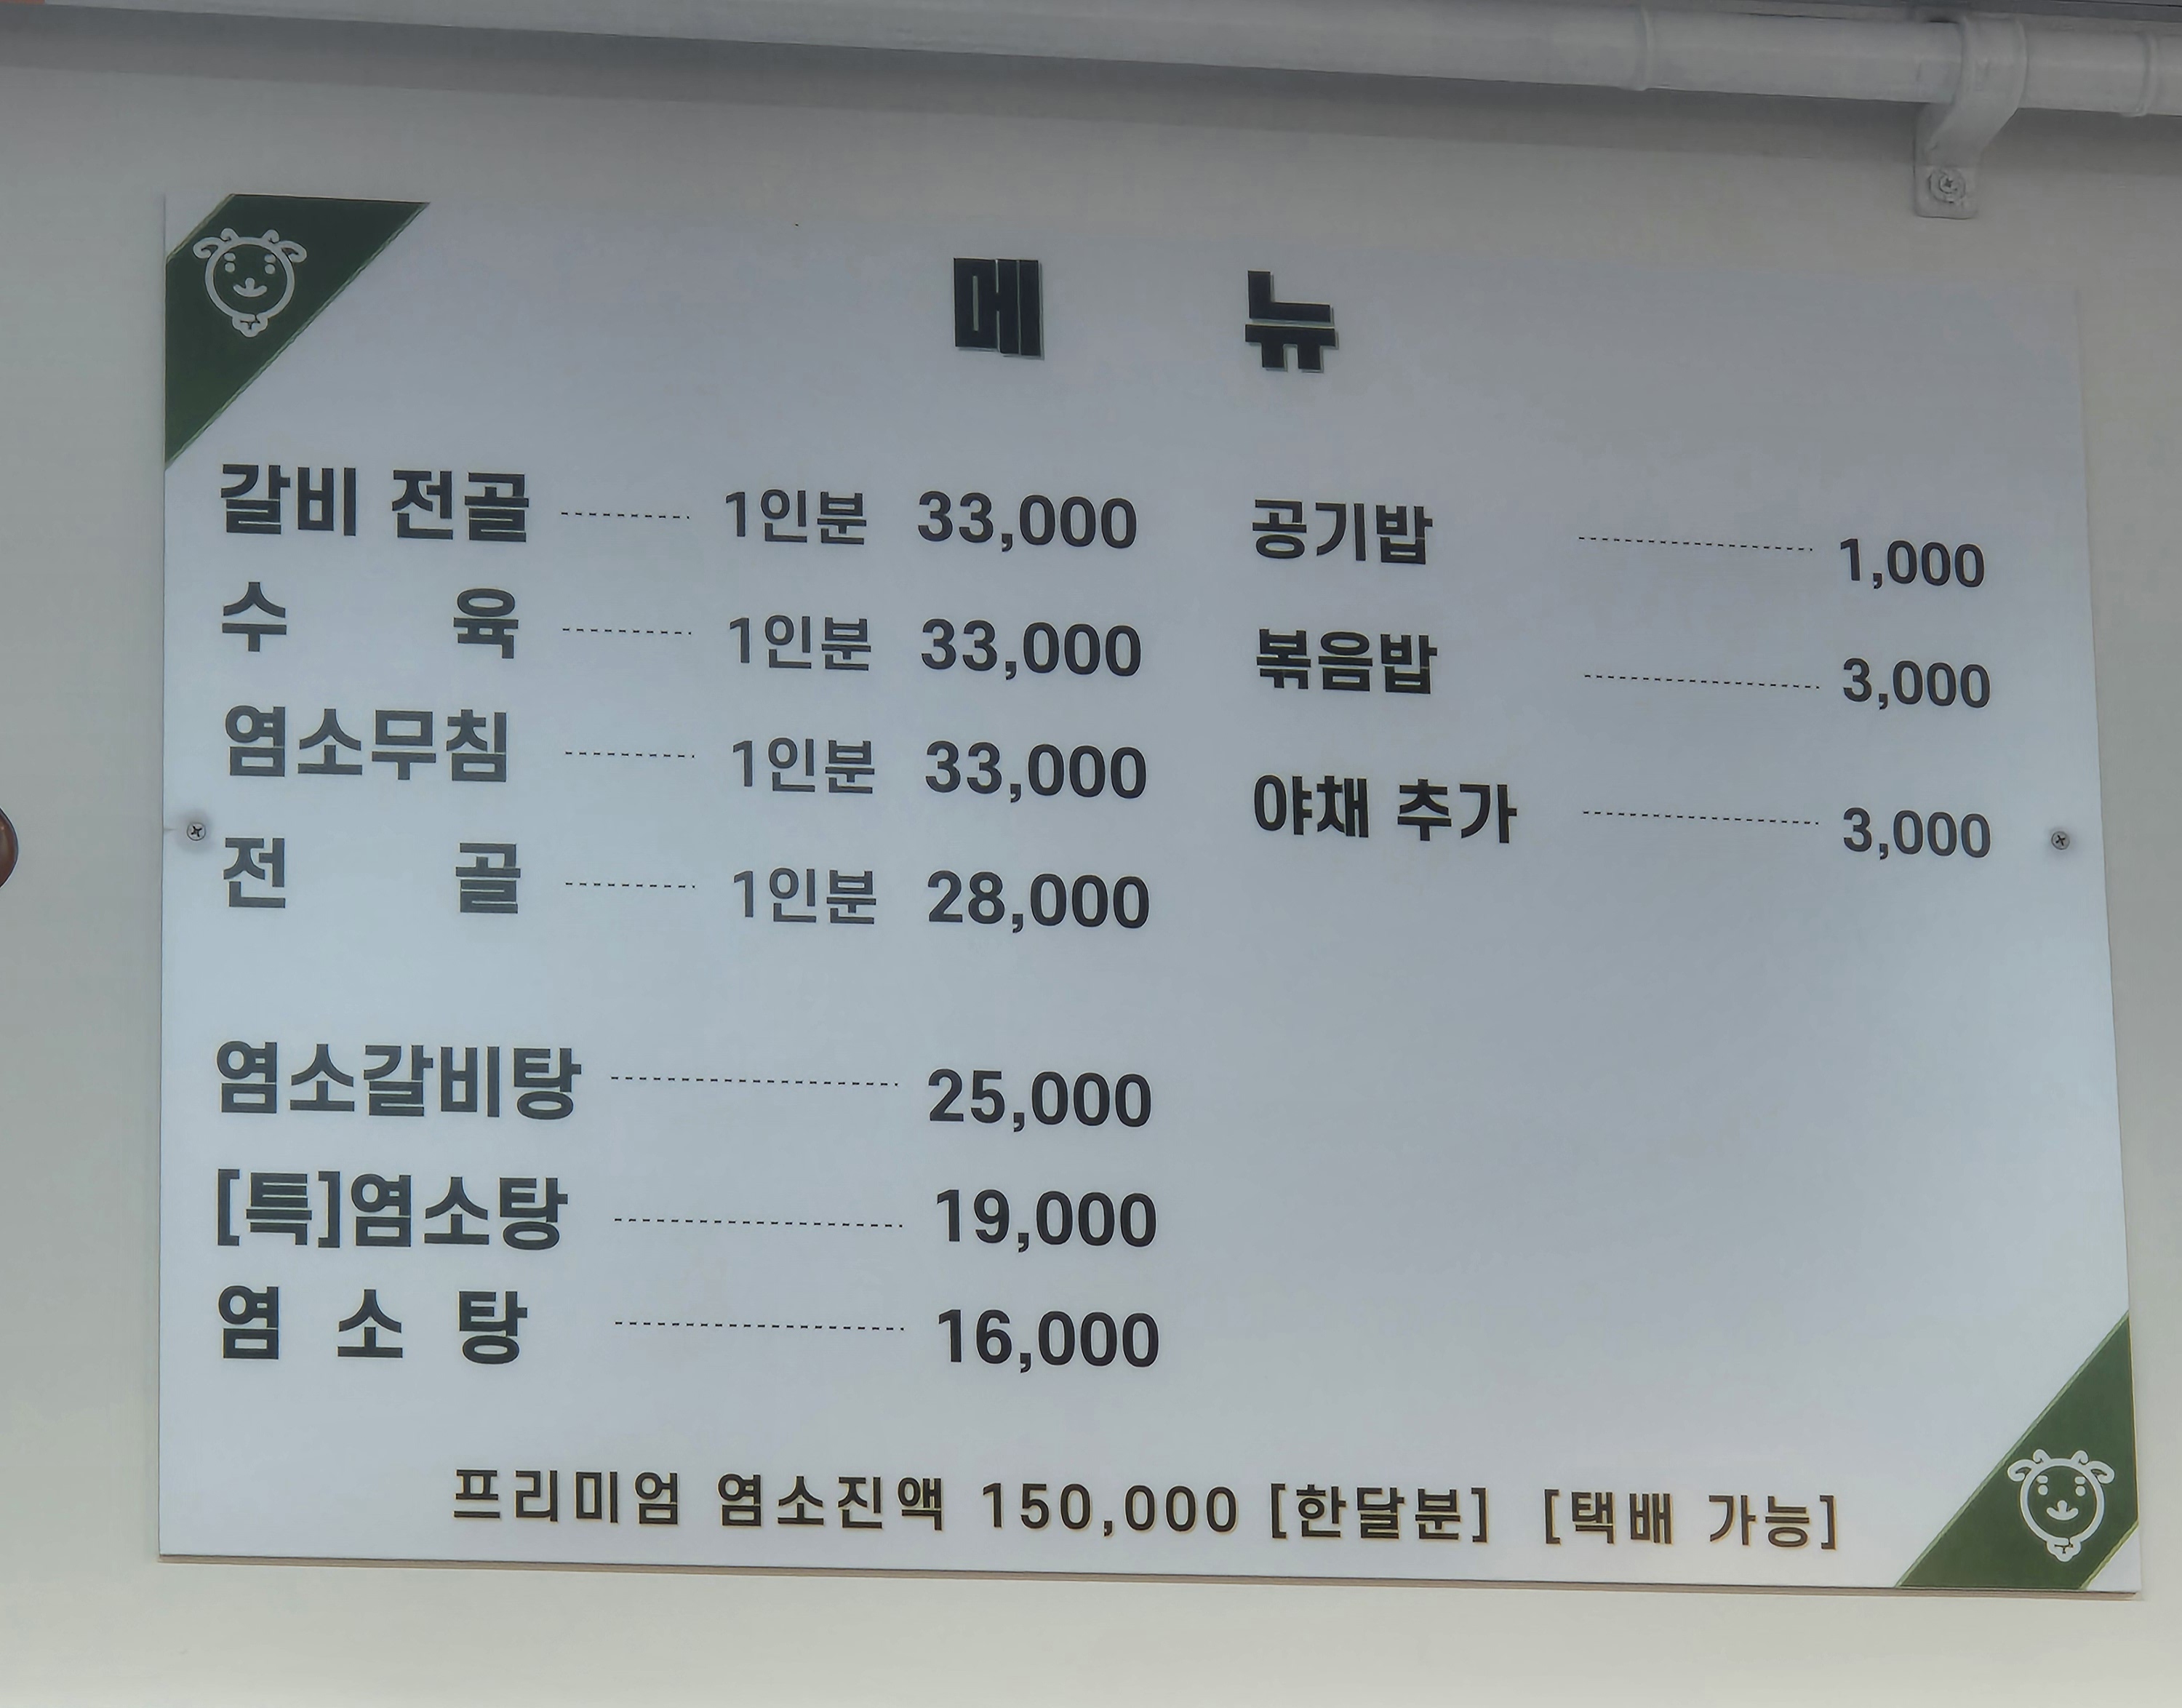 메 뉴
갈비 전골 1인분 33,000
수 육 1인분 33,000
염소무침 1인분 33,000
전 골 1인분 28,000
염소갈비탕 25,000
[특]염소탕 19,000
염 소 탕 16,000
공기밥 1,000
볶음밥 3,000
야채 추가 3,000
프리미엄 염소진액 150,000 [한달분] [택배 가능]